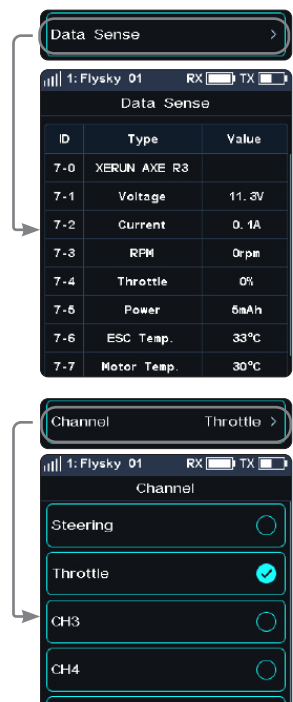 Data Sense >
1: Flysky 01 RX TX
Data Sense
ID Type Value
7-0 XERUN AXE R3
7-1 Voltage 11.3V
7-2 Current 0.1A
7-3 RPM 0rpm
7-4 Throttle 0%
7-5 Power 5mAh
7-6 ESC Temp. 33°C
7-7 Motor Temp. 30°C
Channel Throttle >
1: Flysky 01 RX TX
Channel
Steering
Throttle
CH3
CH4